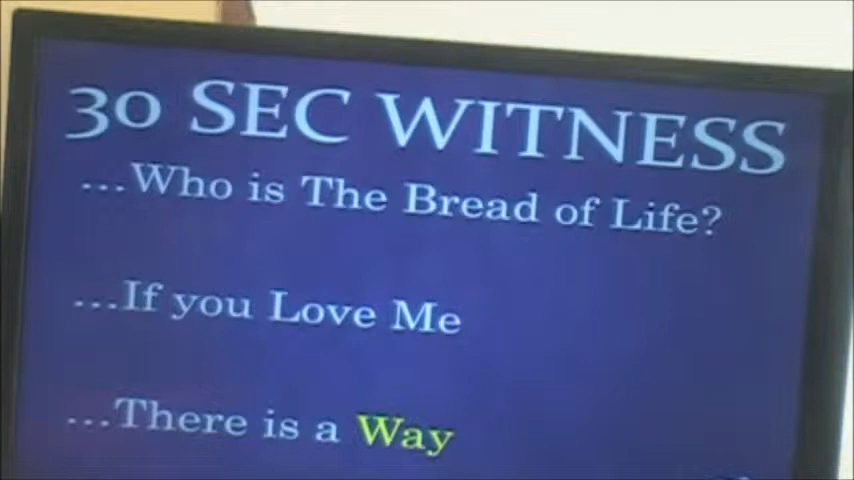 30 SEC WITNESS
...Who is The Bread of Life?
...If you Love Me
...There is a Way